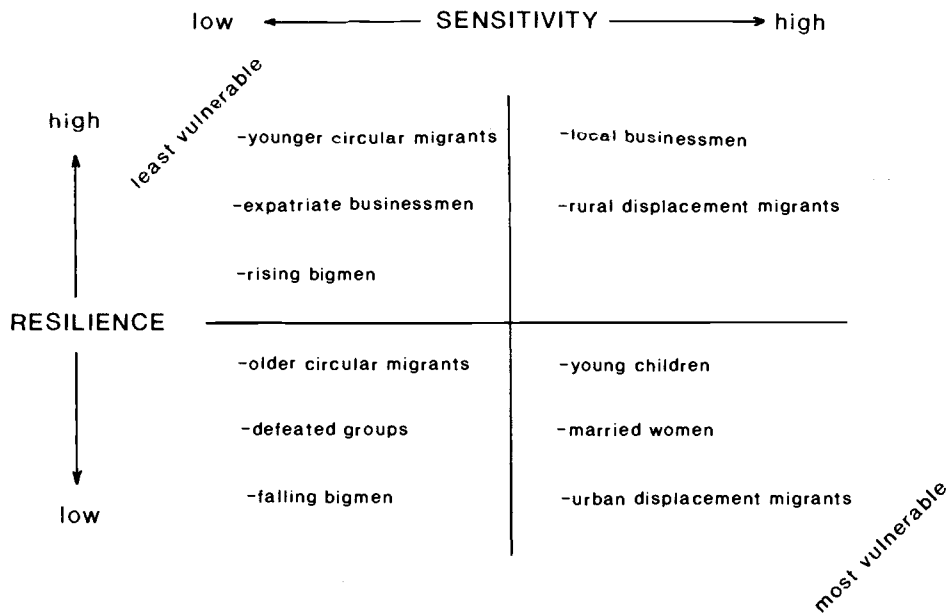 low SENSITIVITY high
least vulnerable
high
-younger circular migrants
-local businessmen
-expatriate businessmen
-rural displacement migrants
-rising bigmen
RESILIENCE
-older circular migrants
-young children
-defeated groups
-married women
-falling bigmen
-urban displacement migrants
low
most vulnerable